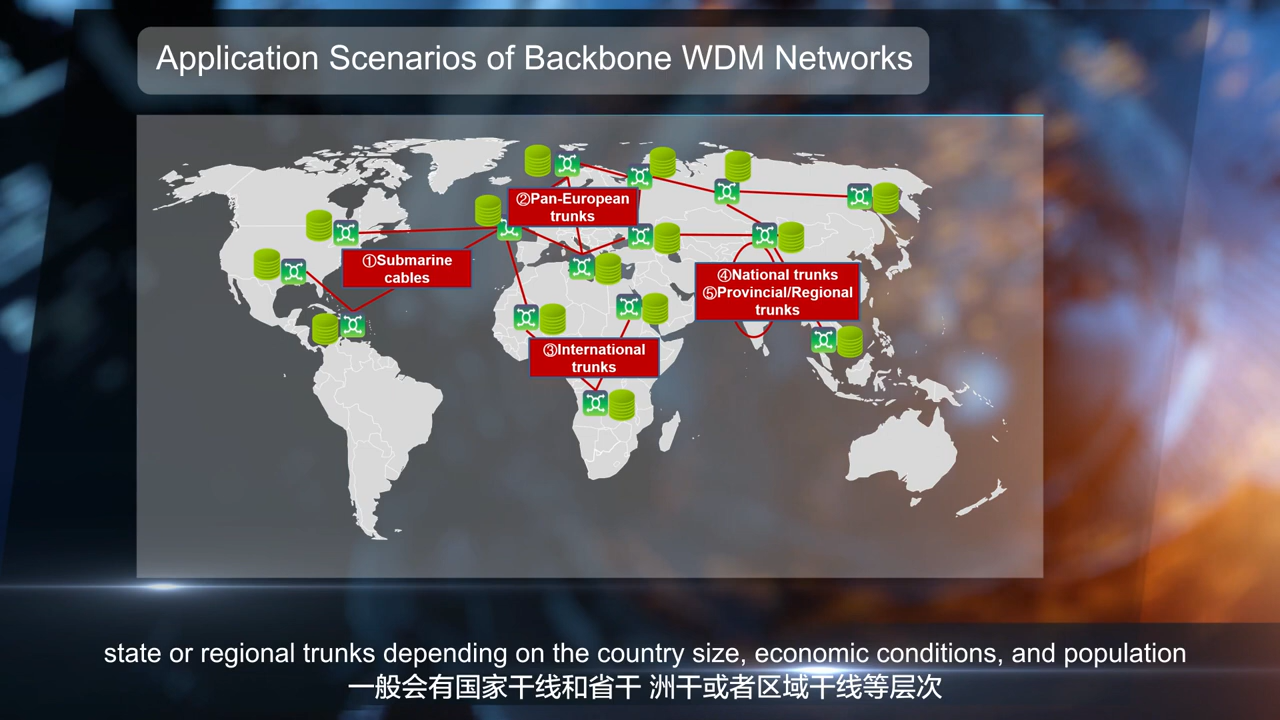 Application Scenarios of Backbone WDM Networks
②Pan-European
trunks
①Submarine
cables
④National trunks
⑤Provincial/Regional
trunks
③International
trunks
state or regional trunks depending on the country size, economic conditions, and population
一般会有国家干线和省干 洲干或者区域干线等层次